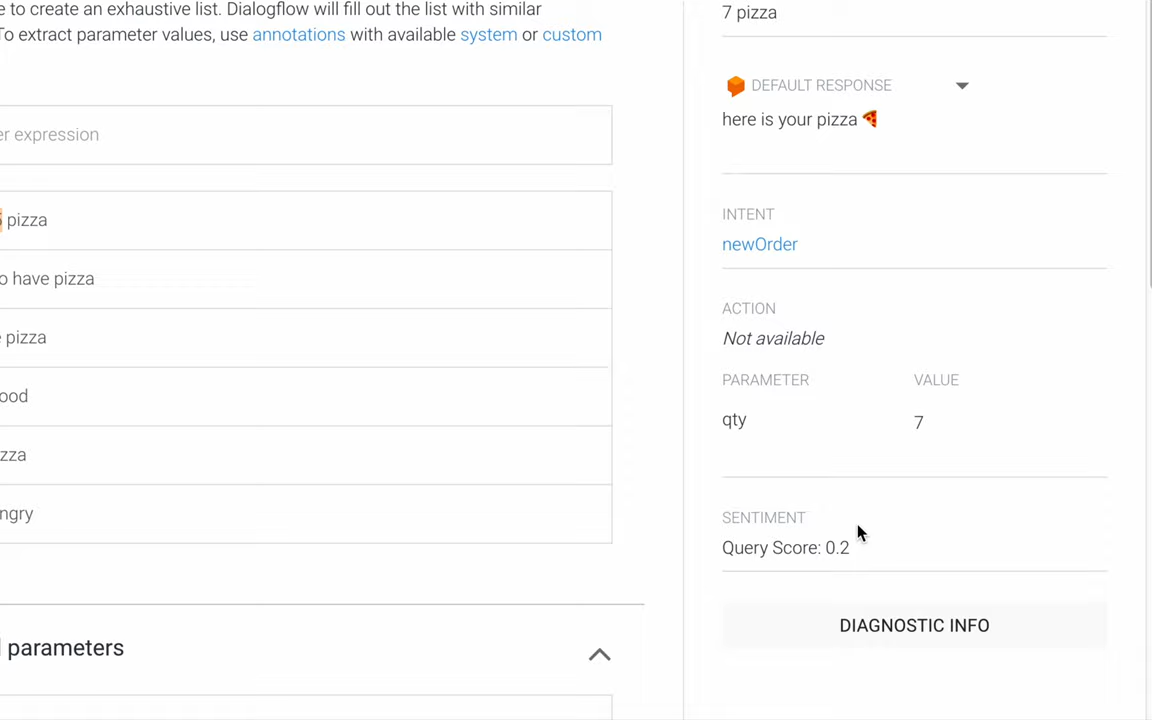 e to create an exhaustive list. Dialogflow will fill out the list with similar
To extract parameter values, use annotations with available system or custom
er expression
pizza
o have pizza
e pizza
ood
zza
ngry
parameters
7 pizza
DEFAULT RESPONSE
here is your pizza 🍕
INTENT
newOrder
ACTION
Not available
PARAMETER VALUE
qty 7
SENTIMENT
Query Score: 0.2
DIAGNOSTIC INFO